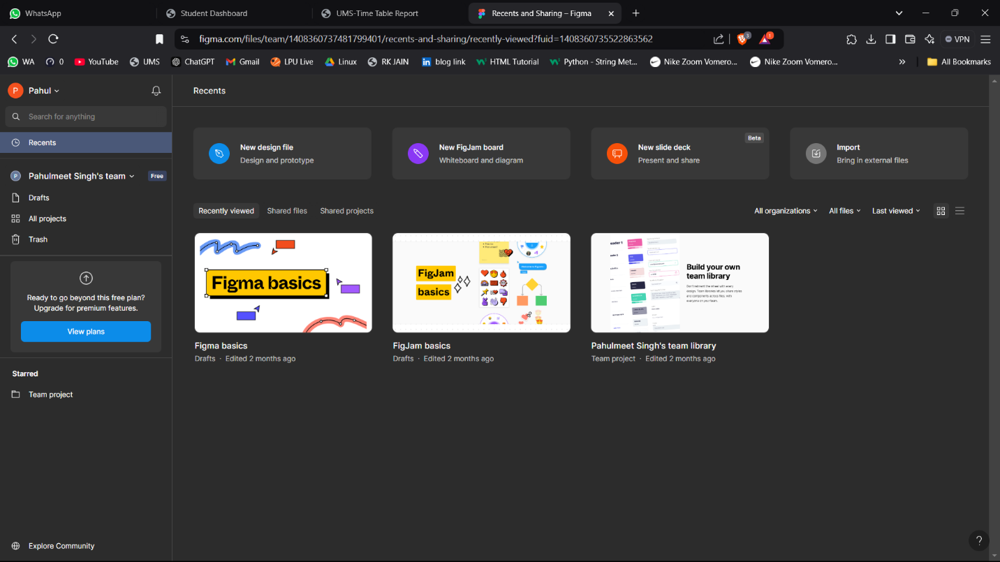 WhatsApp
Student Dashboard
UMS-Time Table Report
Recents and Sharing – Figma
figma.com/files/team/1408360737481799401/recents-and-sharing/recently-viewed?fuid=1408360735522863562
3
1
VPN
WA
0
YouTube
UMS
ChatGPT
Gmail
LPU Live
Linux
RK JAIN
blog link
HTML Tutorial
Python - String Met...
Nike Zoom Vomero...
Nike Zoom Vomero...
All Bookmarks
P
Pahul
Search for anything
Recents
P
Pahulmeet Singh's team
Free
Drafts
All projects
Trash
Ready to go beyond this free plan?
Upgrade for premium features.
View plans
Starred
Team project
Explore Community
Recents
New design file
Design and prototype
New FigJam board
Whiteboard and diagram
New slide deck
Present and share
Beta
Import
Bring in external files
Recently viewed
Shared files
Shared projects
All organizations
All files
Last viewed
Figma basics
FigJam
basics
Build your own
team library
Figma basics
Drafts · Edited 2 months ago
FigJam basics
Drafts · Edited 2 months ago
Pahulmeet Singh's team library
Team project · Edited 2 months ago
?